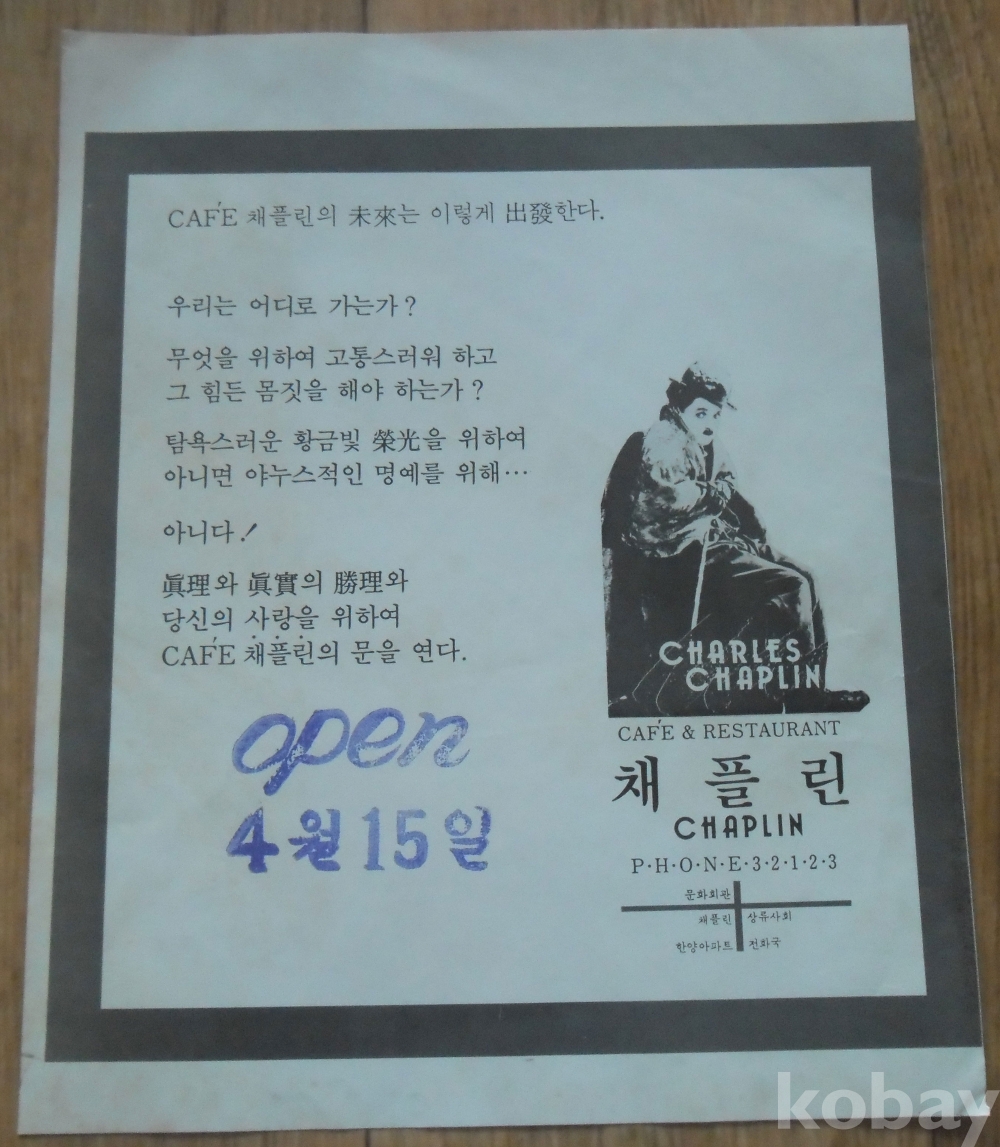 CAF'E 채플린의 未來는 이렇게 出發한다.
우리는 어디로 가는가?
무엇을 위하여 고통스러워 하고
그 힘든 몸짓을 해야 하는가?
탐욕스러운 황금빛 榮光을 위하여
아니면 야누스적인 명예를 위해…
아니다!
眞理와 眞實의 勝理와
당신의 사랑을 위하여
CAF'E 채플린의 문을 연다.
open
4월 15일
CHARLES
CHAPLIN
CAF'E & RESTAURANT
채플린
CHAPLIN
P·H·O·N·E·3·2·1·2·3
문화회관
채플린 상류사회
한양아파트 전화국
kobay